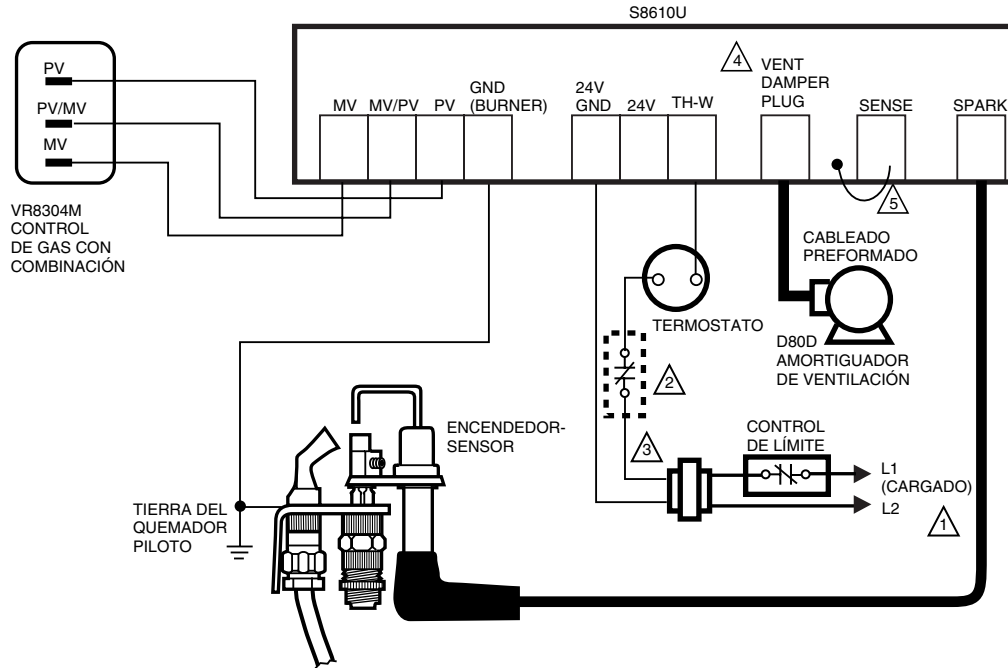 S8610U
PV
PV/MV
MV
VR8304M
CONTROL
DE GAS CON
COMBINACIÓN
MV
MV/PV
PV
GND
(BURNER)
24V
GND
24V
TH-W
4
VENT
DAMPER
PLUG
SENSE
SPARK
5
CABLEADO
PREFORMADO
TERMOSTATO
D80D
AMORTIGUADOR
DE VENTILACIÓN
2
ENCENDEDOR-
SENSOR
3
CONTROL
DE LÍMITE
L1
(CARGADO)
L2
1
TIERRA DEL
QUEMADOR
PILOTO